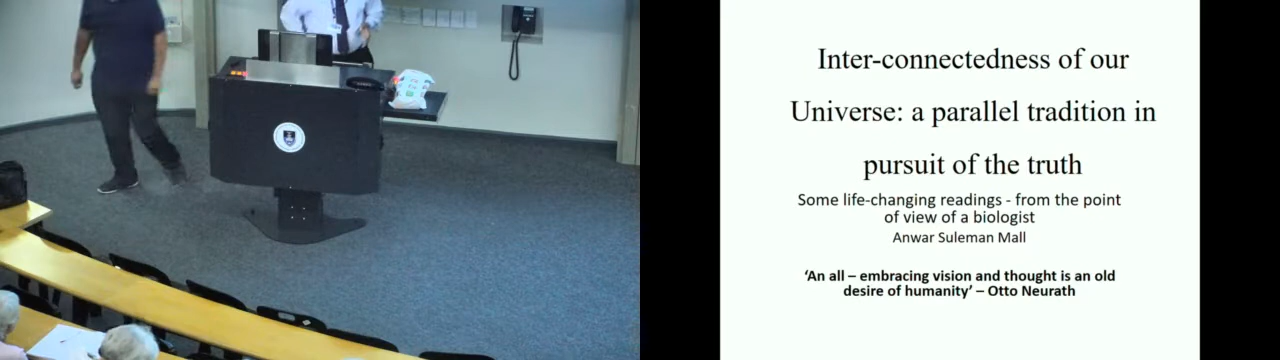 Inter-connectedness of our
Universe: a parallel tradition in
pursuit of the truth
Some life-changing readings - from the point
of view of a biologist
Anwar Suleman Mall
‘An all – embracing vision and thought is an old
desire of humanity’ – Otto Neurath